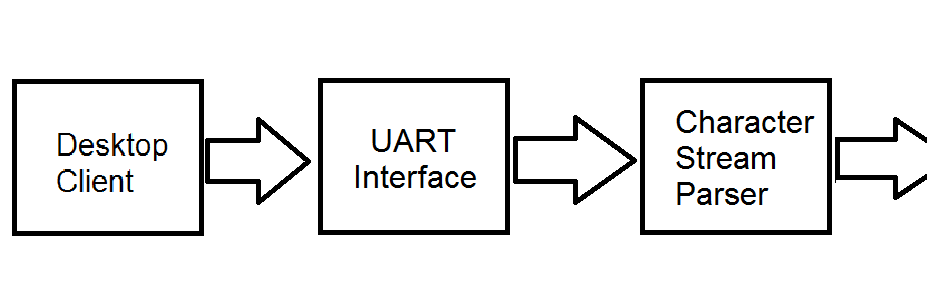 Desktop
Client
UART
Interface
Character
Stream
Parser